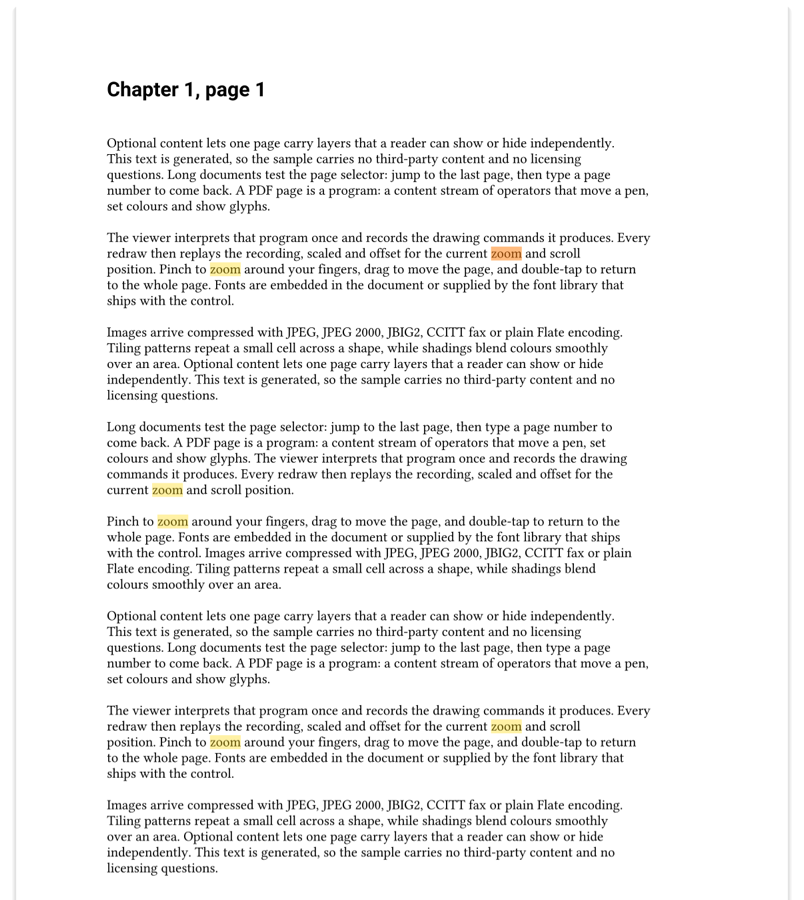 Chapter 1, page 1
Optional content lets one page carry layers that a reader can show or hide independently.
This text is generated, so the sample carries no third-party content and no licensing
questions. Long documents test the page selector: jump to the last page, then type a page
number to come back. A PDF page is a program: a content stream of operators that move a pen,
set colours and show glyphs.
The viewer interprets that program once and records the drawing commands it produces. Every
redraw then replays the recording, scaled and offset for the current zoom and scroll
position. Pinch to zoom around your fingers, drag to move the page, and double-tap to return
to the whole page. Fonts are embedded in the document or supplied by the font library that
ships with the control.
Images arrive compressed with JPEG, JPEG 2000, JBIG2, CCITT fax or plain Flate encoding.
Tiling patterns repeat a small cell across a shape, while shadings blend colours smoothly
over an area. Optional content lets one page carry layers that a reader can show or hide
independently. This text is generated, so the sample carries no third-party content and no
licensing questions.
Long documents test the page selector: jump to the last page, then type a page number to
come back. A PDF page is a program: a content stream of operators that move a pen, set
colours and show glyphs. The viewer interprets that program once and records the drawing
commands it produces. Every redraw then replays the recording, scaled and offset for the
current zoom and scroll position.
Pinch to zoom around your fingers, drag to move the page, and double-tap to return to the
whole page. Fonts are embedded in the document or supplied by the font library that ships
with the control. Images arrive compressed with JPEG, JPEG 2000, JBIG2, CCITT fax or plain
Flate encoding. Tiling patterns repeat a small cell across a shape, while shadings blend
colours smoothly over an area.
Optional content lets one page carry layers that a reader can show or hide independently.
This text is generated, so the sample carries no third-party content and no licensing
questions. Long documents test the page selector: jump to the last page, then type a page
number to come back. A PDF page is a program: a content stream of operators that move a pen,
set colours and show glyphs.
The viewer interprets that program once and records the drawing commands it produces. Every
redraw then replays the recording, scaled and offset for the current zoom and scroll
position. Pinch to zoom around your fingers, drag to move the page, and double-tap to return
to the whole page. Fonts are embedded in the document or supplied by the font library that
ships with the control.
Images arrive compressed with JPEG, JPEG 2000, JBIG2, CCITT fax or plain Flate encoding.
Tiling patterns repeat a small cell across a shape, while shadings blend colours smoothly
over an area. Optional content lets one page carry layers that a reader can show or hide
independently. This text is generated, so the sample carries no third-party content and no
licensing questions.